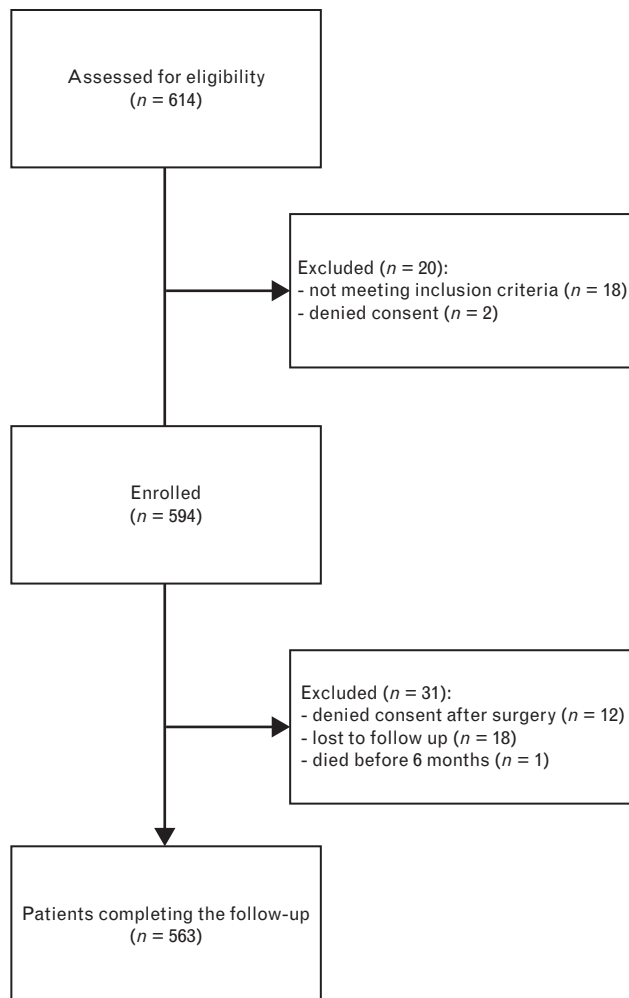 Assessed for eligibility
(n = 614)
Excluded (n = 20):
- not meeting inclusion criteria (n = 18)
- denied consent (n = 2)
Enrolled
(n = 594)
Excluded (n = 31):
- denied consent after surgery (n = 12)
- lost to follow up (n = 18)
- died before 6 months (n = 1)
Patients completing the follow-up
(n = 563)